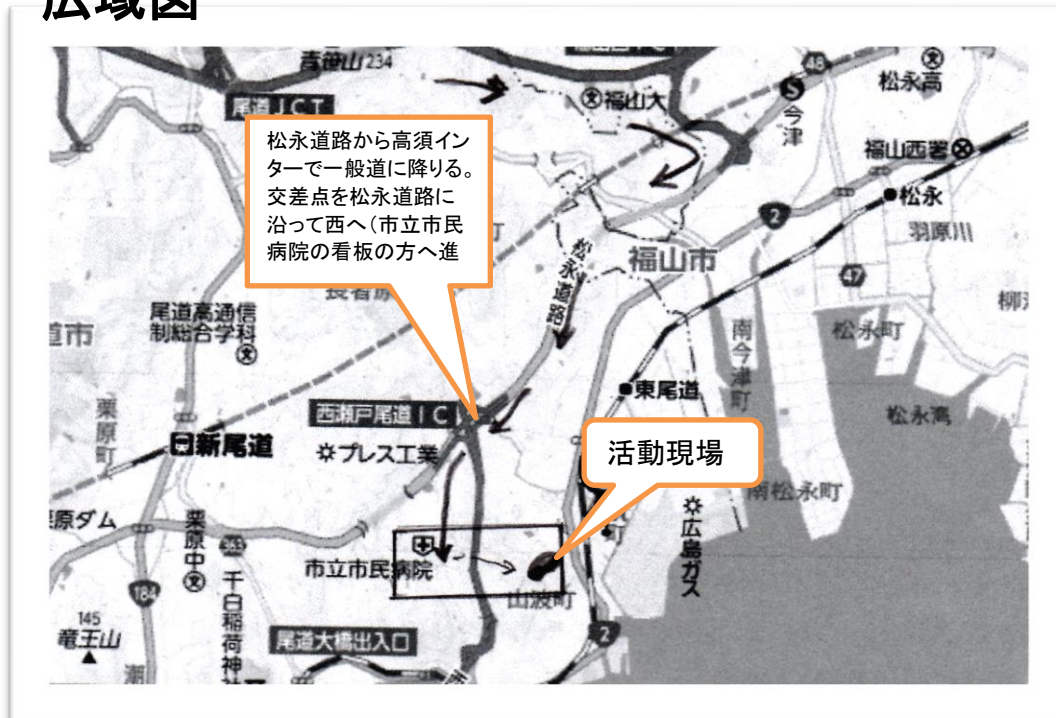 広域図
青笹山234
48
松永高
福山大
今津
尾道JCT
福山西署
松永道路から高須イン
ターで一般道に降りる。
交差点を松永道路に
沿って西へ(市立市民
病院の看板の方へ進
松永
2
羽原川
福山市
47
松永道路
尾道高通信
制総合学科
道市
松永町
南今津町
東尾道
松永湾
栗原町
西瀬戸尾道IC
新尾道
プレス工業
活動現場
南松永町
原ダム
栗原中
広島ガス
363
市立市民病院
184
千白稲荷神
山波町
145
竜王山
尾道大橋出入口
2
潮